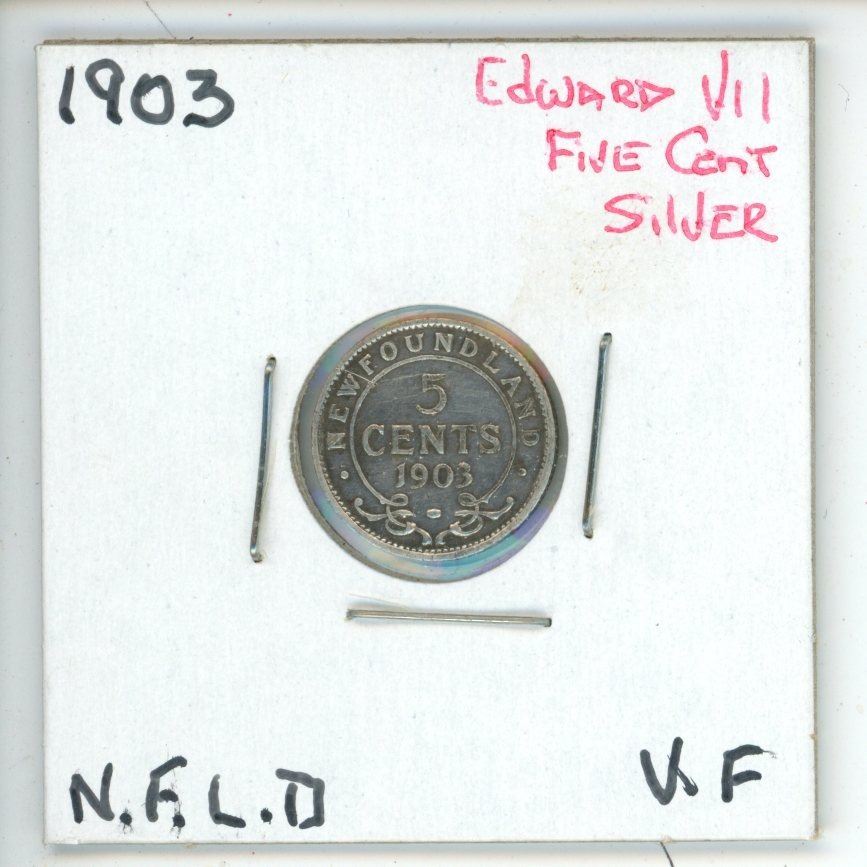 1903
Edward VII
Five Cent
Silver
NEWFOUNDLAND
5
CENTS
1903
N.F.L.D
V.F